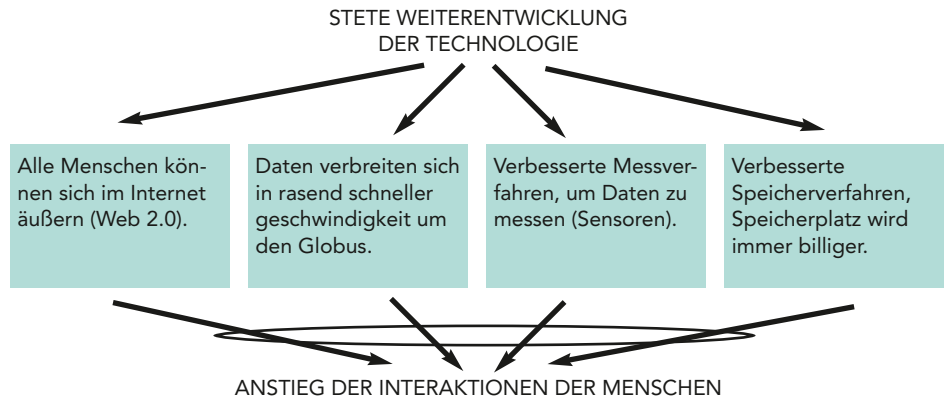 STETE WEITERENTWICKLUNG
DER TECHNOLOGIE
Alle Menschen kön-
nen sich im Internet
äußern (Web 2.0).
Daten verbreiten sich
in rasend schneller
geschwindigkeit um
den Globus.
Verbesserte Messver-
fahren, um Daten zu
messen (Sensoren).
Verbesserte
Speicherverfahren,
Speicherplatz wird
immer billiger.
ANSTIEG DER INTERAKTIONEN DER MENSCHEN